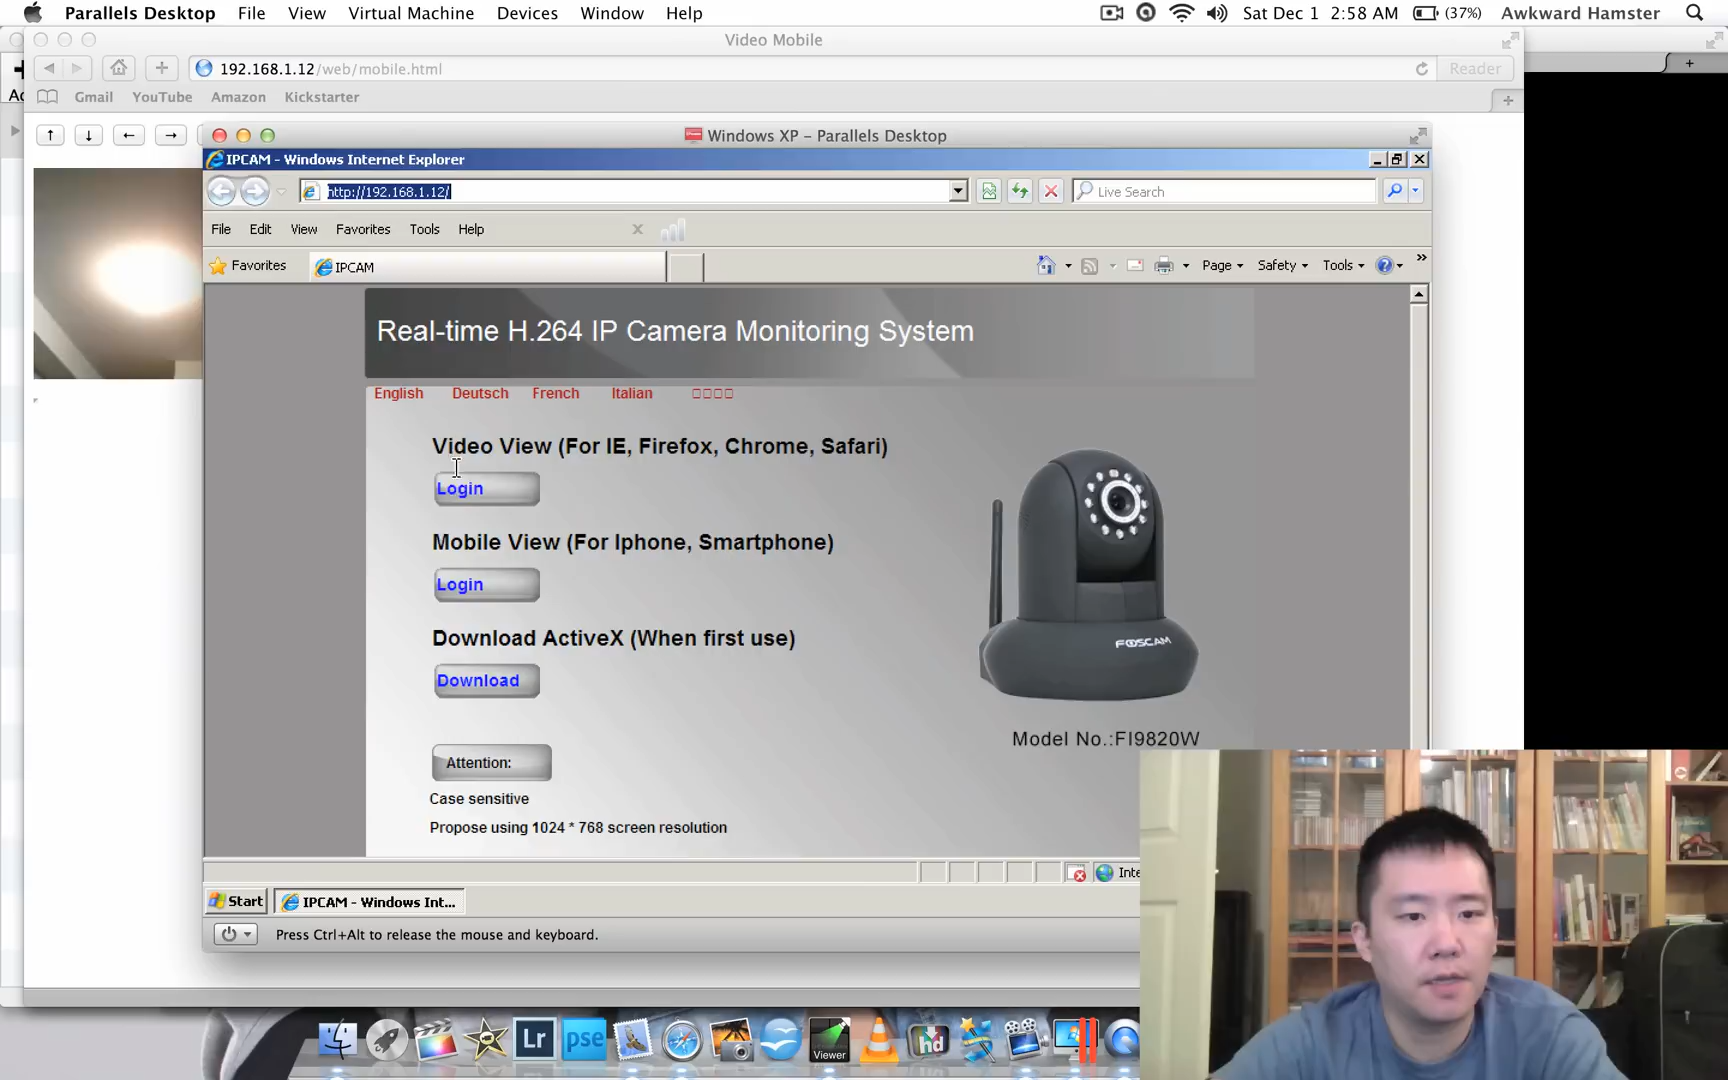 Parallels Desktop File View Virtual Machine Devices Window Help Sat Dec 1 2:58 AM (37%) Awkward Hamster
Video Mobile
192.168.1.12/web/mobile.html Reader
Gmail YouTube Amazon Kickstarter
Windows XP – Parallels Desktop
IPCAM - Windows Internet Explorer
http://192.168.1.12/ Live Search
File Edit View Favorites Tools Help
Favorites IPCAM Page Safety Tools
Real-time H.264 IP Camera Monitoring System
English Deutsch French Italian
Video View (For IE, Firefox, Chrome, Safari)
Login
Mobile View (For Iphone, Smartphone)
Login
Download ActiveX (When first use)
FOSCAM
Download
Model No.:FI9820W
Attention:
Case sensitive
Propose using 1024 * 768 screen resolution
Inte
Start IPCAM - Windows Int...
Press Ctrl+Alt to release the mouse and keyboard.
Lr pse Viewer hd